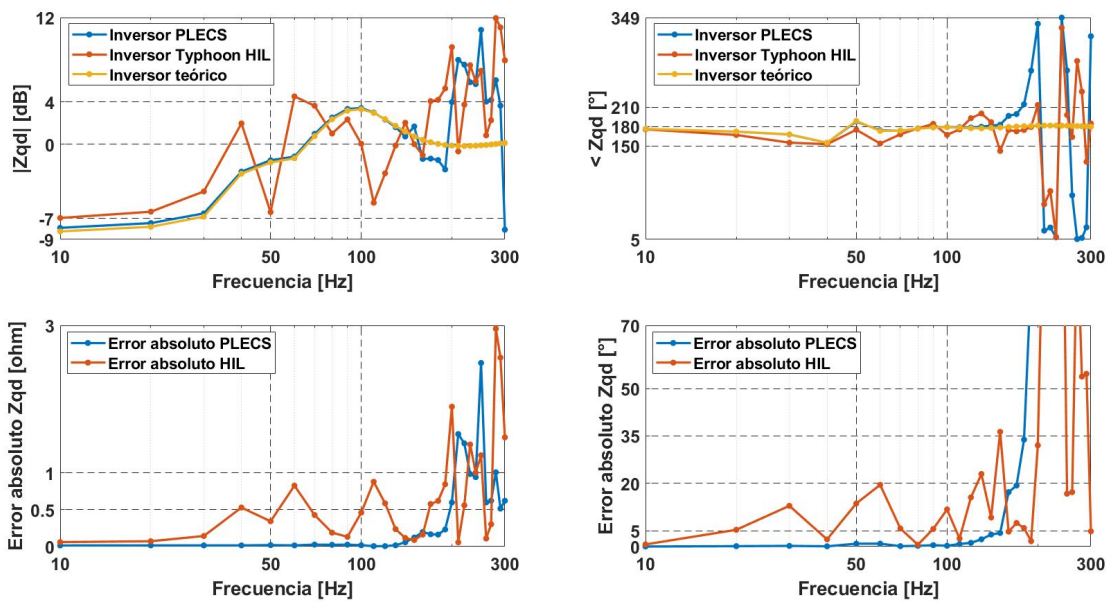 |Zqd| [dB]
12
4
0
-7
-9
Inversor PLECS
Inversor Typhoon HIL
Inversor teórico
10
50
100
300
Frecuencia [Hz]
< Zqd [°]
349
210
180
150
5
Inversor PLECS
Inversor Typhoon HIL
Inversor teórico
10
50
100
300
Frecuencia [Hz]
Error absoluto Zqd [ohm]
3
1
0.5
0
Error absoluto PLECS
Error absoluto HIL
10
50
100
300
Frecuencia [Hz]
Error absoluto Zqd [°]
70
50
35
20
5
0
Error absoluto PLECS
Error absoluto HIL
10
50
100
300
Frecuencia [Hz]